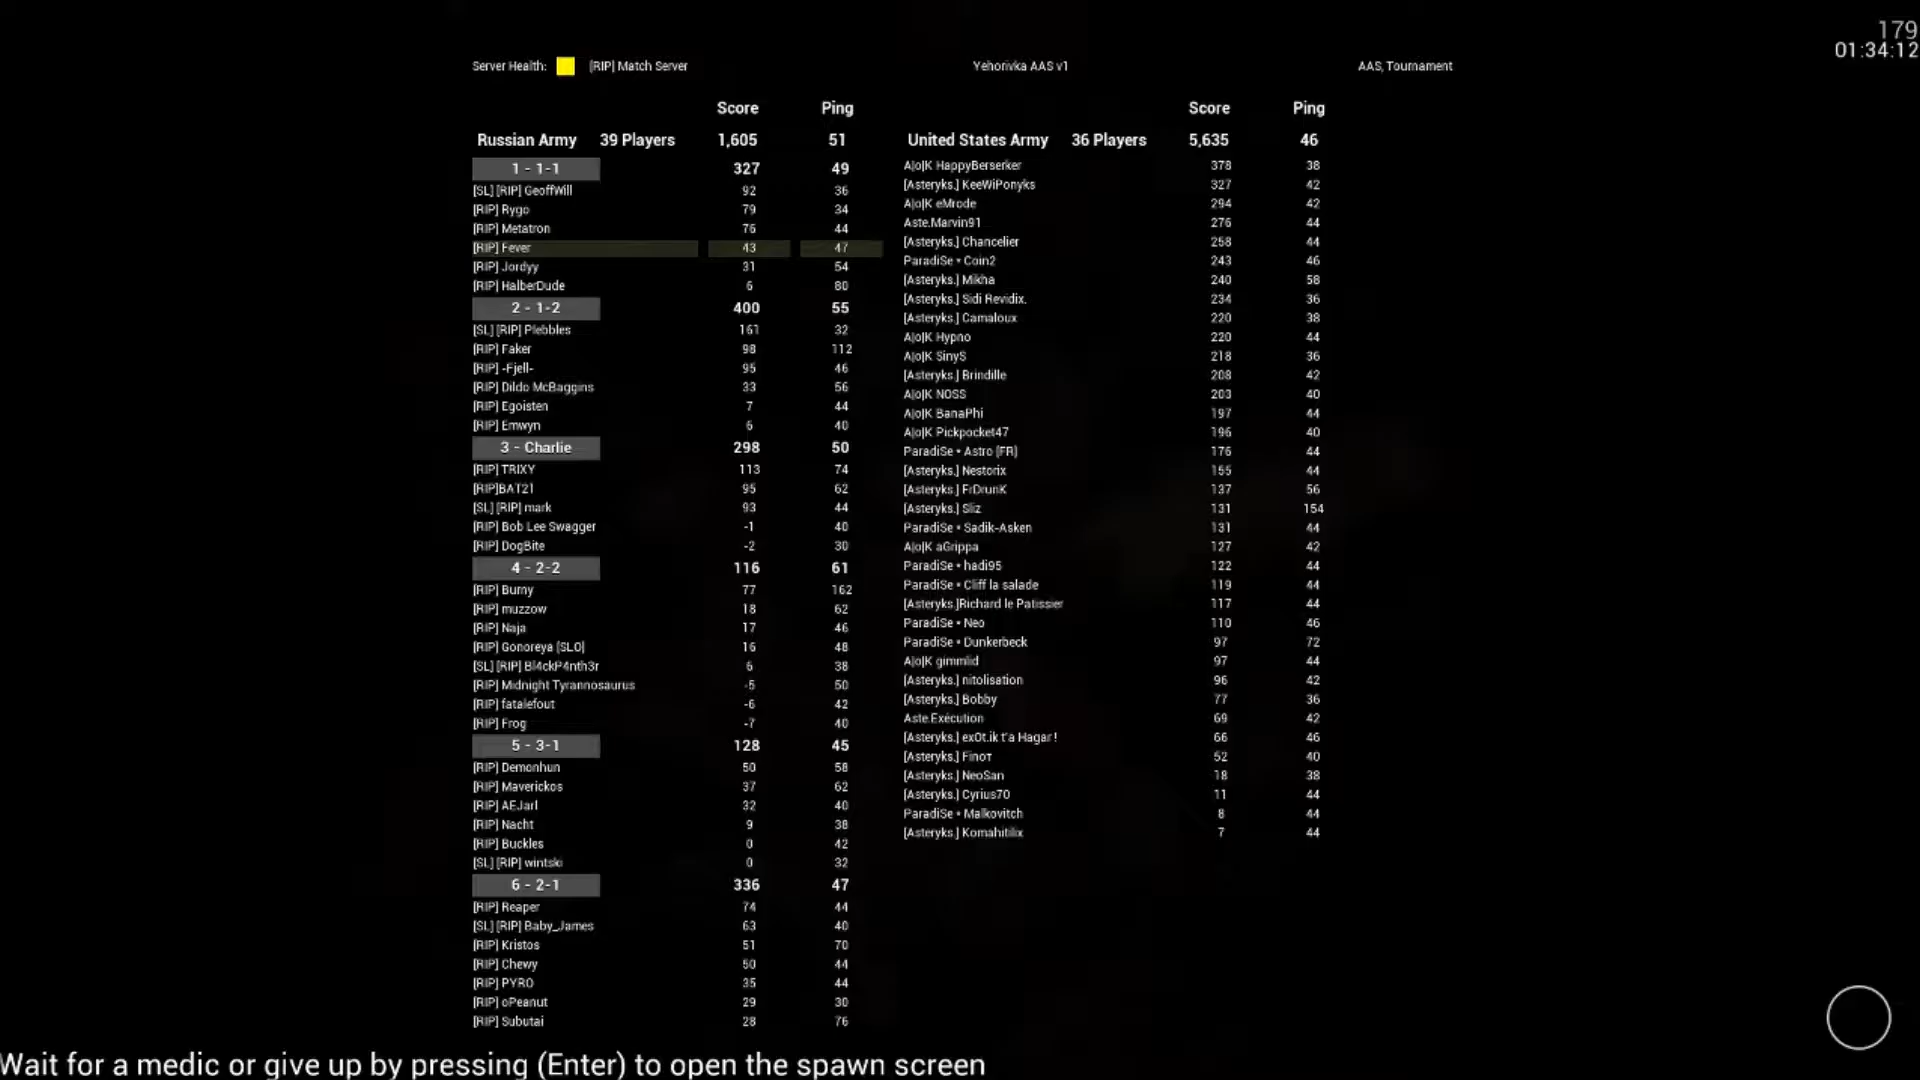 179
01:34:12
Server Health: [RIP] Match Server Yehorivka AAS v1 AAS, Tournament
Score Ping
Russian Army 39 Players 1,605 51
1 - 1-1 327 49
[SL] [RIP] GeoffWill 92 36
[RIP] Rygo 79 34
[RIP] Metatron 76 44
[RIP] Fever 43 47
[RIP] Jordyy 31 54
[RIP] HalberDude 6 80
2 - 1-2 400 55
[SL] [RIP] Plebbles 161 32
[RIP] Faker 98 112
[RIP] -Fjell- 95 46
[RIP] Dildo McBaggins 33 56
[RIP] Egoisten 7 44
[RIP] Emwyn 6 40
3 - Charlie 298 50
[RIP] TRIXY 113 74
[RIP]BAT21 95 62
[SL] [RIP] mark 93 44
[RIP] Bob Lee Swagger -1 40
[RIP] DogBite -2 30
4 - 2-2 116 61
[RIP] Burny 77 162
[RIP] muzzow 18 62
[RIP] Naja 17 46
[RIP] Gonoreya [SLO] 16 48
[SL] [RIP] Bl4ckP4nth3r 6 38
[RIP] Midnight Tyrannosaurus -5 50
[RIP] fatalefout -6 42
[RIP] Frog -7 40
5 - 3-1 128 45
[RIP] Demonhun 50 58
[RIP] Maverickos 37 62
[RIP] AEJarl 32 40
[RIP] Nacht 9 38
[RIP] Buckles 0 42
[SL] [RIP] wintski 0 32
6 - 2-1 336 47
[RIP] Reaper 74 44
[SL] [RIP] Baby_James 63 40
[RIP] Kristos 51 70
[RIP] Chewy 50 44
[RIP] PYRO 35 44
[RIP] oPeanut 29 30
[RIP] Subutai 28 76
Score Ping
United States Army 36 Players 5,635 46
A|o|K HappyBerserker 378 38
[Asteryks.] KeeWiPonyks 327 42
A|o|K eMrode 294 42
Aste.Marvin91 276 44
[Asteryks.] Chancelier 258 44
ParadiSe • Coin2 243 46
[Asteryks.] Mikha 240 58
[Asteryks.] Sidi Revidix. 234 36
[Asteryks.] Camaloux 220 38
A|o|K Hypno 220 44
A|o|K SinyS 218 36
[Asteryks.] Brindille 208 42
A|o|K NOSS 203 40
A|o|K BanaPhi 197 44
A|o|K Pickpocket47 196 40
ParadiSe • Astro [FR] 176 44
[Asteryks.] Nestorix 155 44
[Asteryks.] FrDrunK 137 56
[Asteryks.] Sliz 131 154
ParadiSe • Sadik-Asken 131 44
A|o|K aGrippa 127 42
ParadiSe • hadi95 122 44
ParadiSe • Cliff la salade 119 44
[Asteryks.]Richard le Patissier 117 44
ParadiSe • Neo 110 46
ParadiSe • Dunkerbeck 97 72
A|o|K gimmlid 97 44
[Asteryks.] nitolisation 96 42
[Asteryks.] Bobby 77 36
Aste.Exécution 69 42
[Asteryks.] ex0t.ik t'a Hagar ! 66 46
[Asteryks.] Finoт 52 40
[Asteryks.] NeoSan 18 38
[Asteryks.] Cyrius70 11 44
ParadiSe • Malkovitch 8 44
[Asteryks.] Komahitilix 7 44
Wait for a medic or give up by pressing (Enter) to open the spawn screen